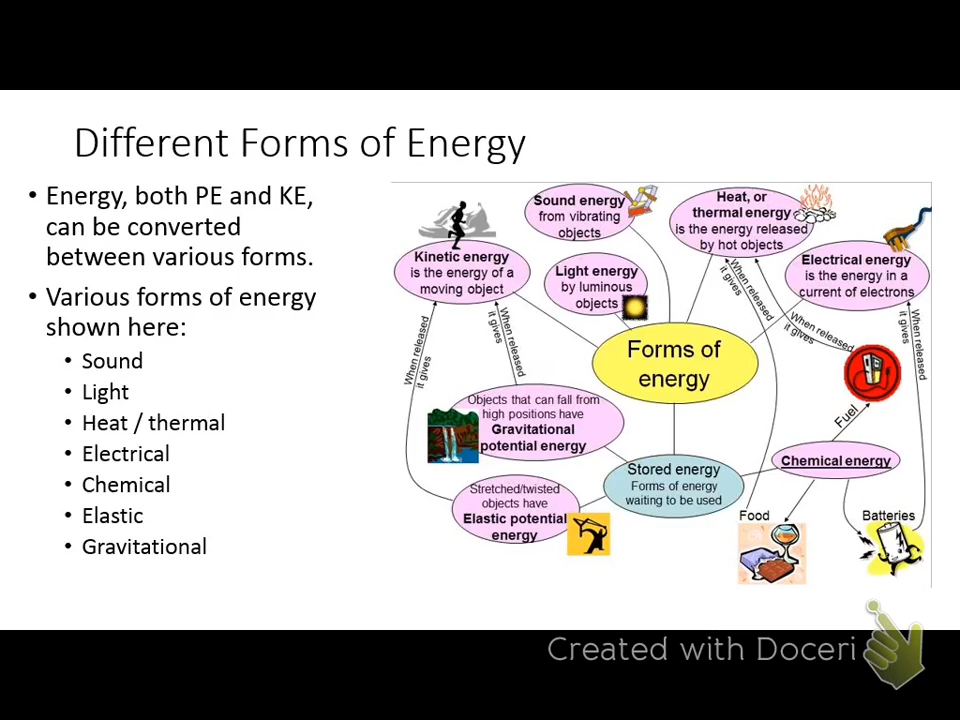 Different Forms of Energy
• Energy, both PE and KE,
can be converted
between various forms.
• Various forms of energy
shown here:
• Sound
• Light
• Heat / thermal
• Electrical
• Chemical
• Elastic
• Gravitational
Sound energy
from vibrating
objects
Heat, or
thermal energy
is the energy released
by hot objects
Kinetic energy
is the energy of a
moving object
Light energy
by luminous
objects
Electrical energy
is the energy in a
current of electrons
When released
it gives
When released
it gives
When released
it gives
When released
it gives
When released
it gives
Forms of
energy
Objects that can fall from
high positions have
Gravitational
potential energy
Fuel
Stored energy
Forms of energy
waiting to be used
Chemical energy
Stretched/twisted
objects have
Elastic potential
energy
Food
Batteries
Created with Doceri